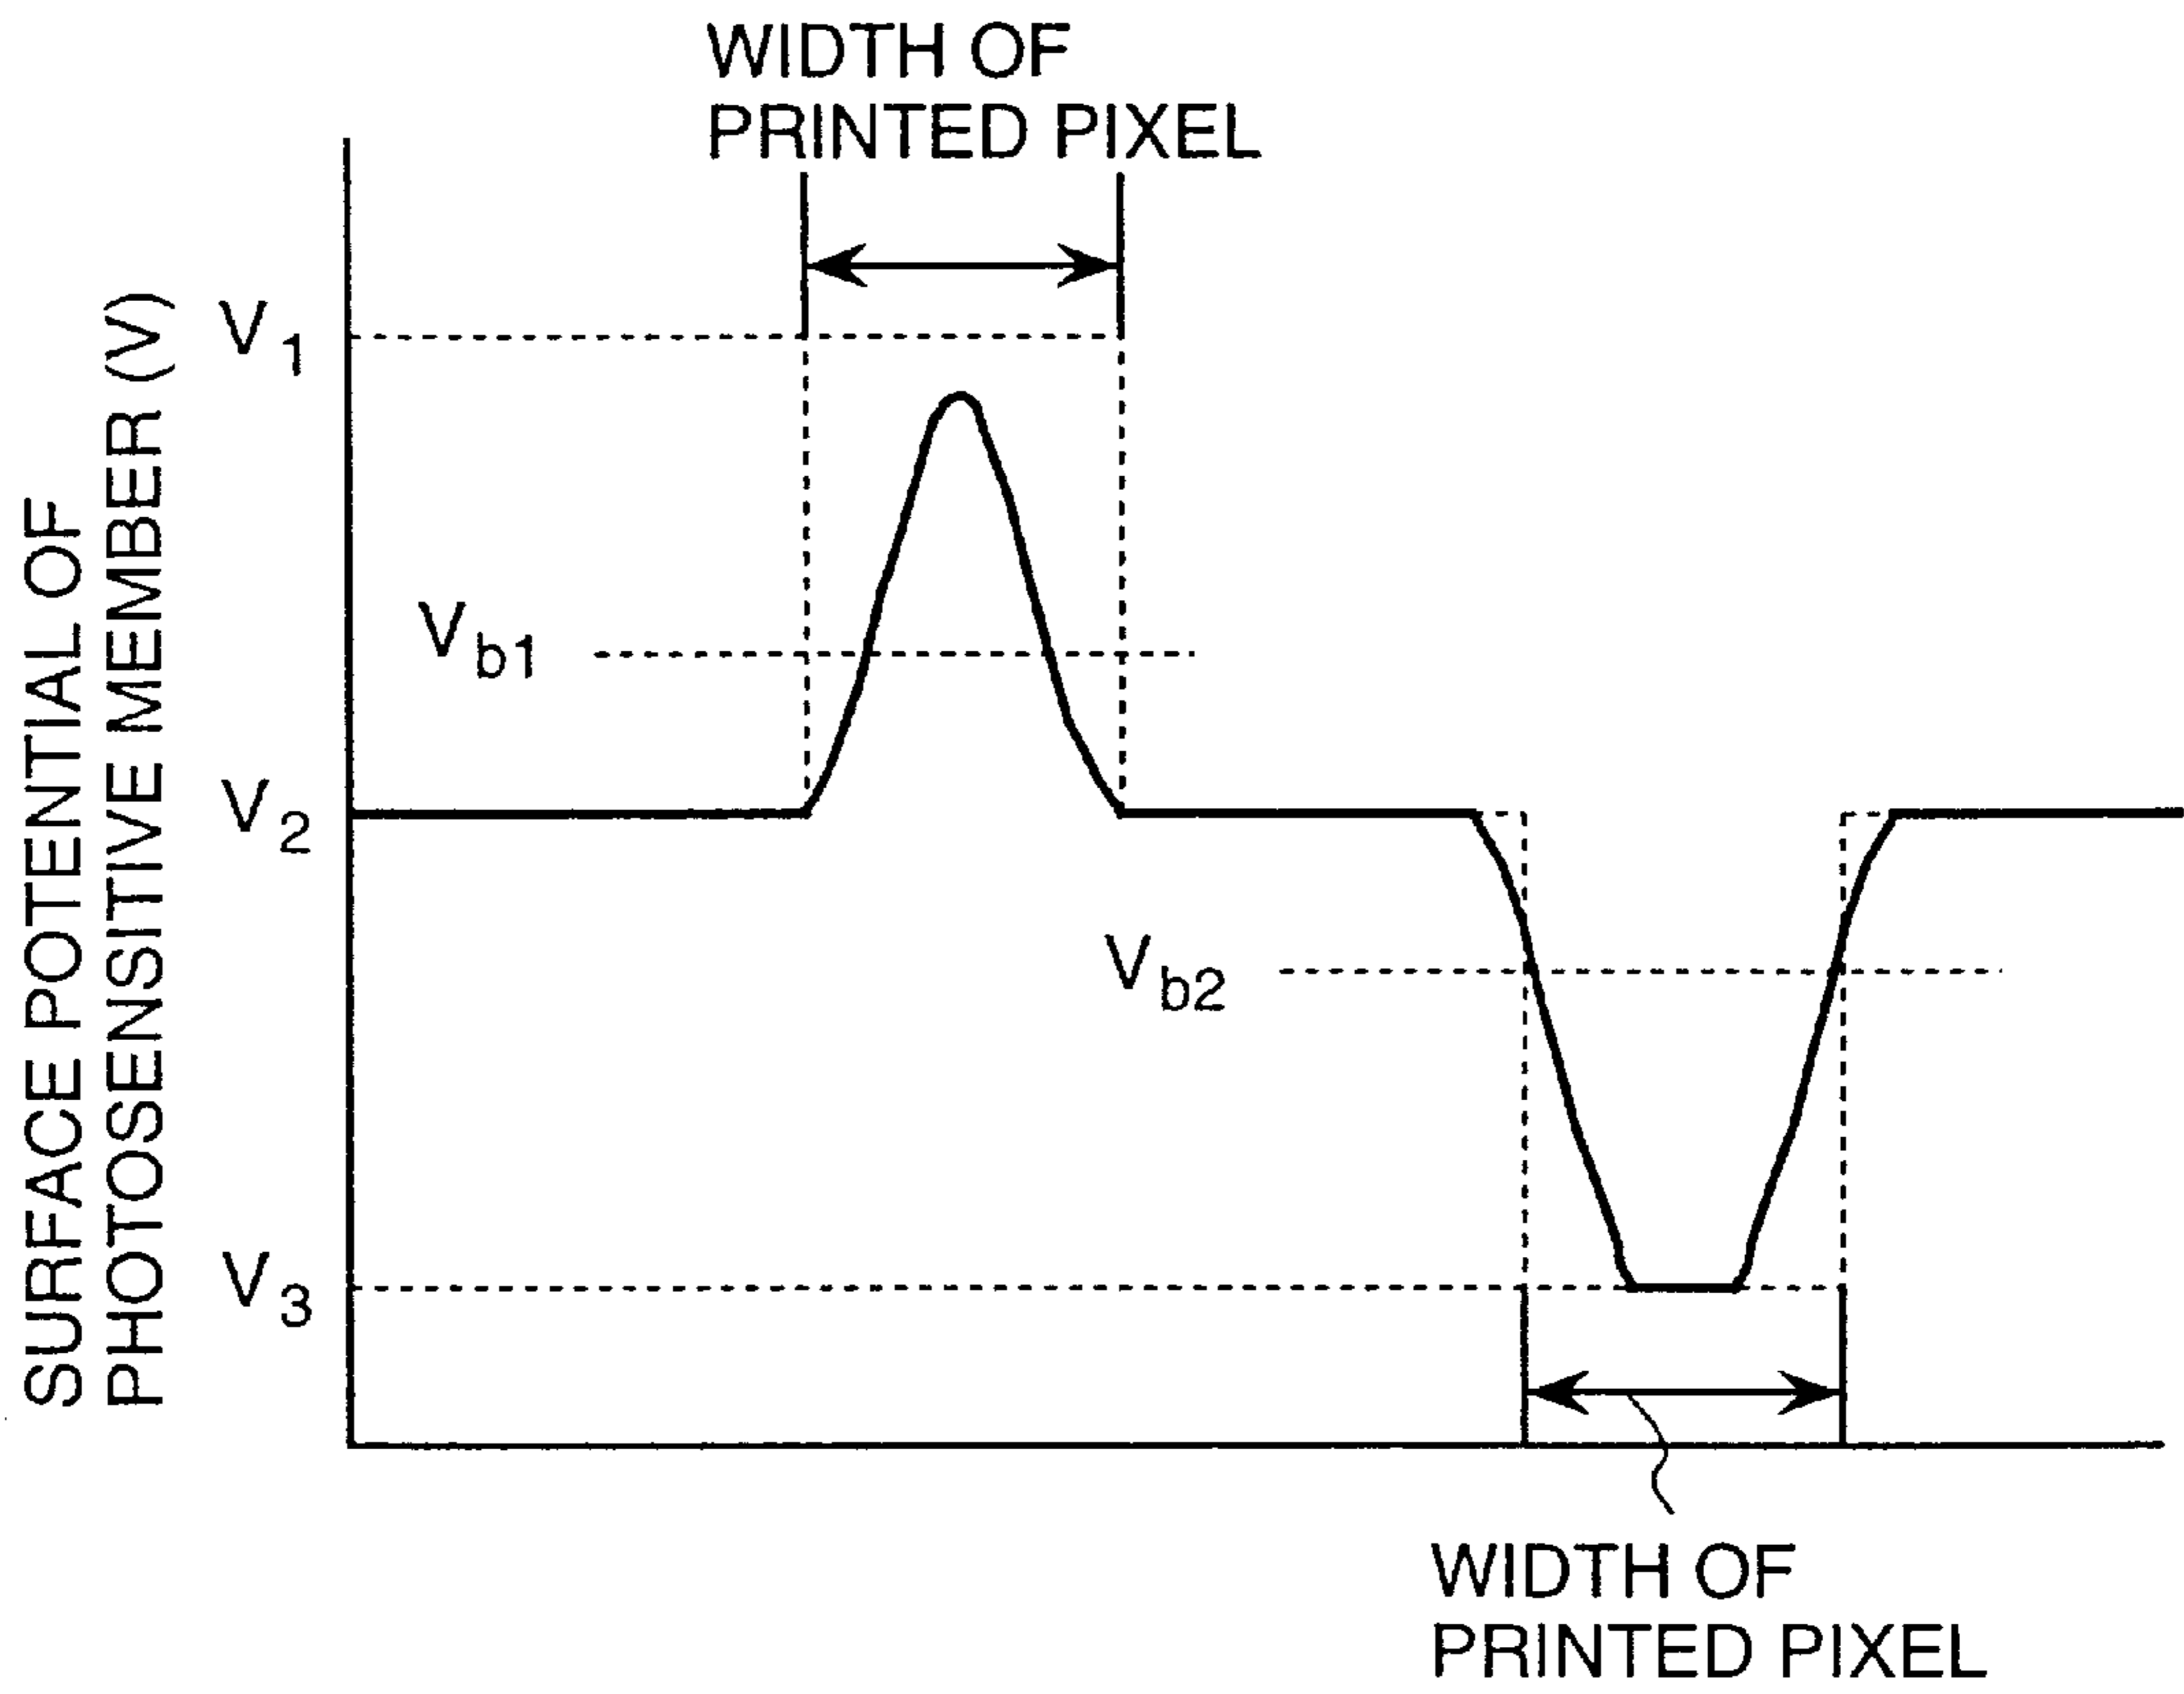 WIDTH OF
PRINTED PIXEL
SURFACE POTENTIAL OF
PHOTOSENSITIVE MEMBER (V)
V1
Vb1
V2
Vb2
V3
WIDTH OF
PRINTED PIXEL